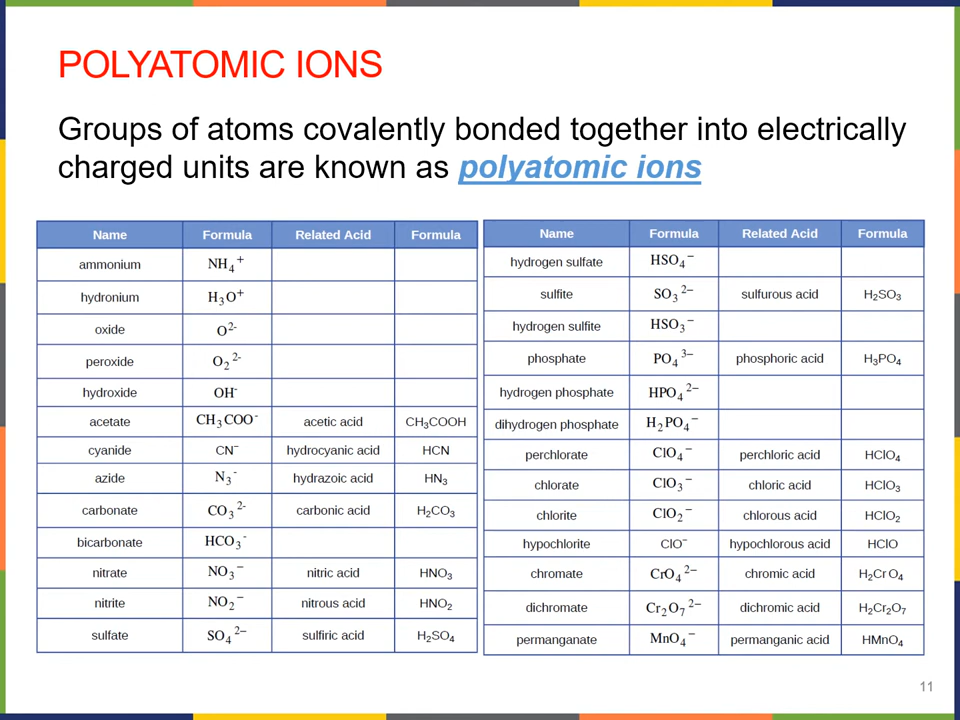 POLYATOMIC IONS
Groups of atoms covalently bonded together into electrically
charged units are known as polyatomic ions
Name Formula Related Acid Formula
ammonium NH₄⁺
hydronium H₃O⁺
oxide O²⁻
peroxide O₂²⁻
hydroxide OH⁻
acetate CH₃COO⁻ acetic acid CH₃COOH
cyanide CN⁻ hydrocyanic acid HCN
azide N₃⁻ hydrazoic acid HN₃
carbonate CO₃²⁻ carbonic acid H₂CO₃
bicarbonate HCO₃⁻
nitrate NO₃⁻ nitric acid HNO₃
nitrite NO₂⁻ nitrous acid HNO₂
sulfate SO₄²⁻ sulfiric acid H₂SO₄
Name Formula Related Acid Formula
hydrogen sulfate HSO₄⁻
sulfite SO₃²⁻ sulfurous acid H₂SO₃
hydrogen sulfite HSO₃⁻
phosphate PO₄³⁻ phosphoric acid H₃PO₄
hydrogen phosphate HPO₄²⁻
dihydrogen phosphate H₂PO₄⁻
perchlorate ClO₄⁻ perchloric acid HClO₄
chlorate ClO₃⁻ chloric acid HClO₃
chlorite ClO₂⁻ chlorous acid HClO₂
hypochlorite ClO⁻ hypochlorous acid HClO
chromate CrO₄²⁻ chromic acid H₂CrO₄
dichromate Cr₂O₇²⁻ dichromic acid H₂Cr₂O₇
permanganate MnO₄⁻ permanganic acid HMnO₄
11